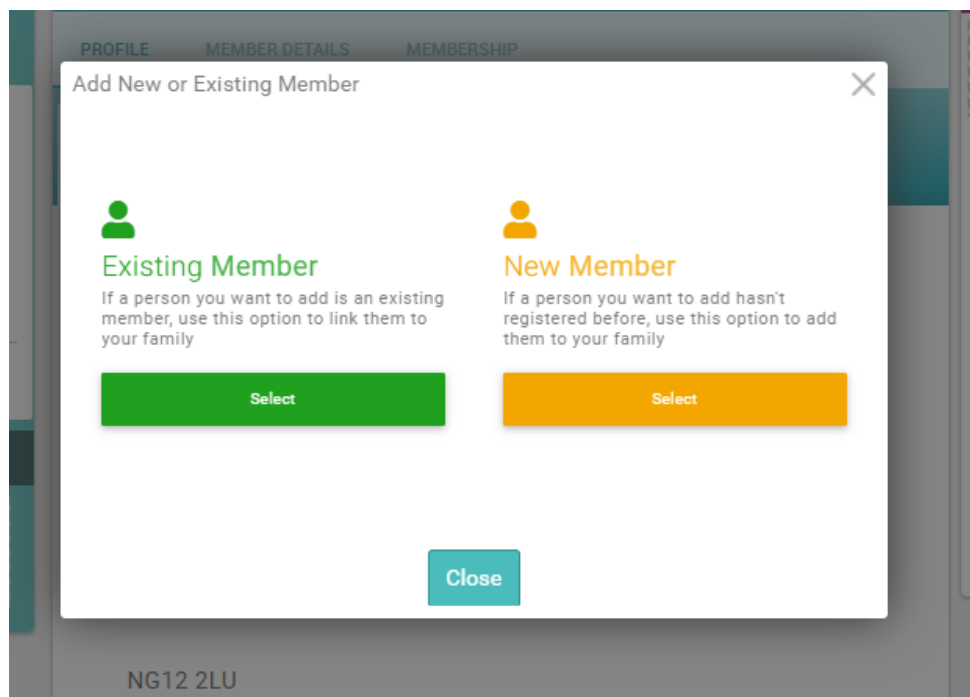 PROFILE MEMBER DETAILS MEMBERSHIP
Add New or Existing Member
Existing Member
If a person you want to add is an existing
member, use this option to link them to
your family
Select
New Member
If a person you want to add hasn't
registered before, use this option to add
them to your family
Select
Close
NG12 2LU